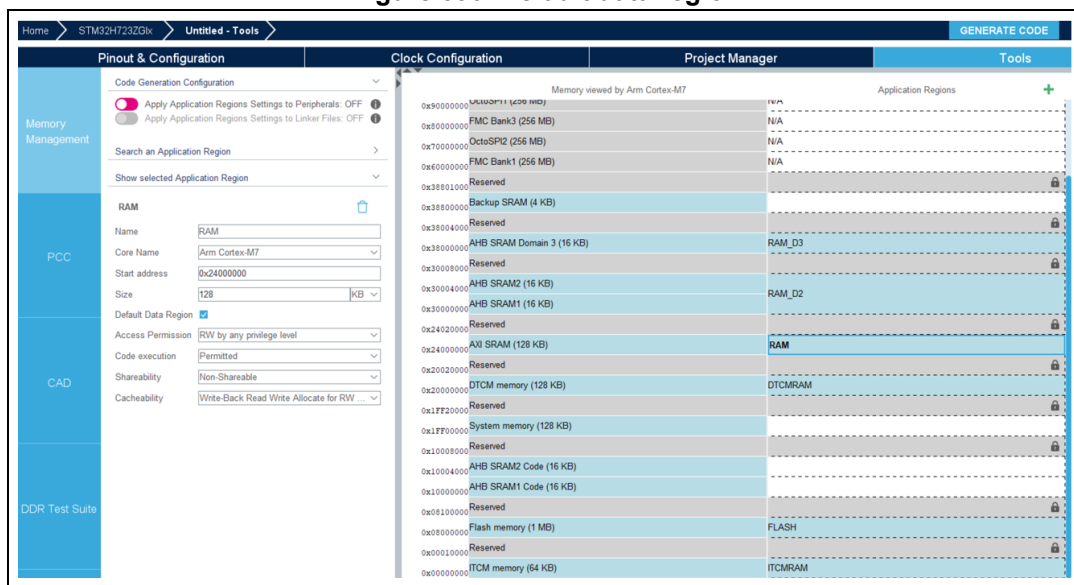 Home STM32H723ZGIx Untitled - Tools GENERATE CODE
Pinout & Configuration Clock Configuration Project Manager Tools
Memory Management
PCC
CAD
DDR Test Suite
Code Generation Configuration
Apply Application Regions Settings to Peripherals: OFF
Apply Application Regions Settings to Linker Files: OFF
Search an Application Region
Show selected Application Region
RAM
Name RAM
Core Name Arm Cortex-M7
Start address 0x24000000
Size 128 KB
Default Data Region
Access Permission RW by any privilege level
Code execution Permitted
Shareability Non-Shareable
Cacheability Write-Back Read Write Allocate for RW ...
Memory viewed by Arm Cortex-M7 Application Regions
0x90000000 OctoSPI1 (256 MB) N/A
0x80000000 FMC Bank3 (256 MB) N/A
0x70000000 OctoSPI2 (256 MB) N/A
0x60000000 FMC Bank1 (256 MB) N/A
0x38801000 Reserved
0x38800000 Backup SRAM (4 KB)
0x38004000 Reserved
0x38000000 AHB SRAM Domain 3 (16 KB) RAM_D3
0x30008000 Reserved
0x30004000 AHB SRAM2 (16 KB)
RAM_D2
0x30000000 AHB SRAM1 (16 KB)
0x24020000 Reserved
0x24000000 AXI SRAM (128 KB) RAM
0x20020000 Reserved
0x20000000 DTCM memory (128 KB) DTCMRAM
0x1FF20000 Reserved
0x1FF00000 System memory (128 KB)
0x10008000 Reserved
0x10004000 AHB SRAM2 Code (16 KB)
0x10000000 AHB SRAM1 Code (16 KB)
0x08100000 Reserved
0x08000000 Flash memory (1 MB) FLASH
0x00010000 Reserved
0x00000000 ITCM memory (64 KB) ITCMRAM